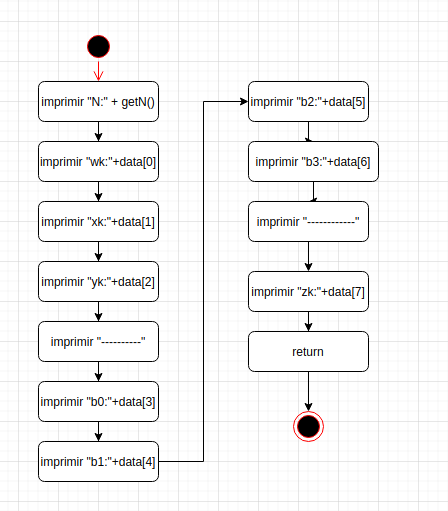 imprimir "N:" + getN()
imprimir "wk:"+data[0]
imprimir "xk:"+data[1]
imprimir "yk:"+data[2]
imprimir "----------"
imprimir "b0:"+data[3]
imprimir "b1:"+data[4]
imprimir "b2:"+data[5]
imprimir "b3:"+data[6]
imprimir "------------"
imprimir "zk:"+data[7]
return